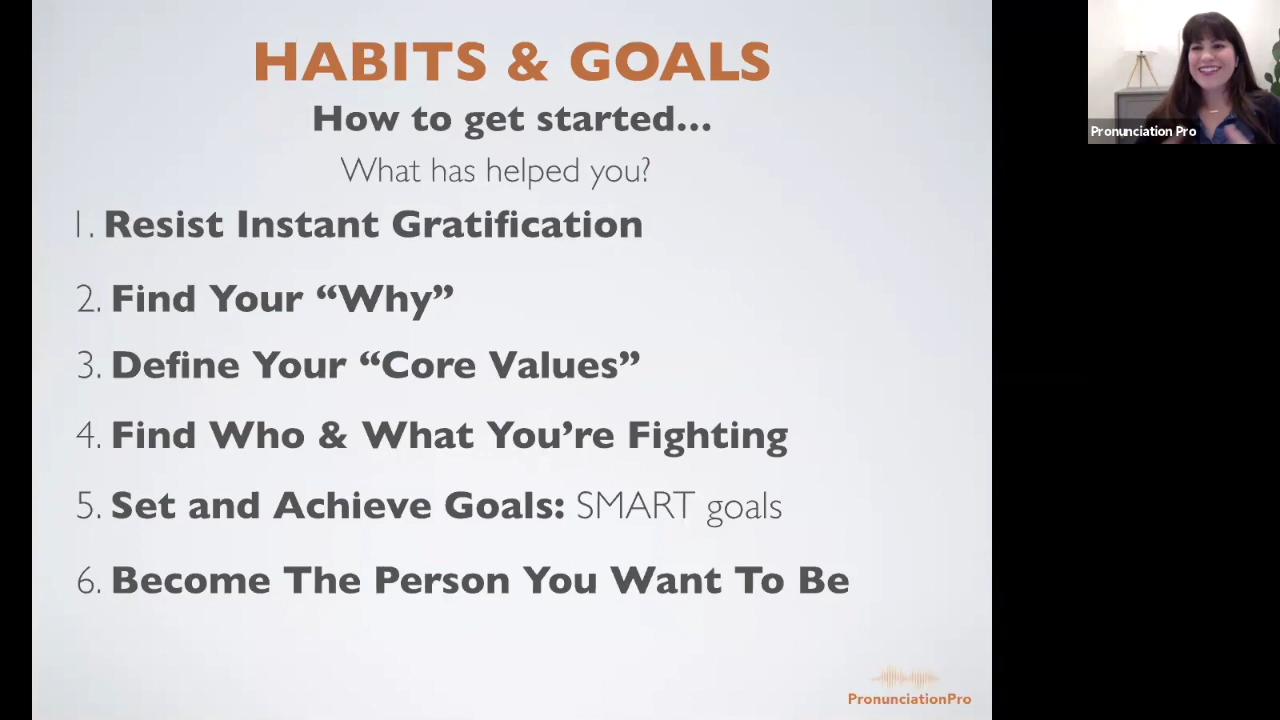 HABITS & GOALS
How to get started...
What has helped you?
1. Resist Instant Gratification
2. Find Your “Why”
3. Define Your “Core Values”
4. Find Who & What You’re Fighting
5. Set and Achieve Goals: SMART goals
6. Become The Person You Want To Be
PronunciationPro
Pronunciation Pro